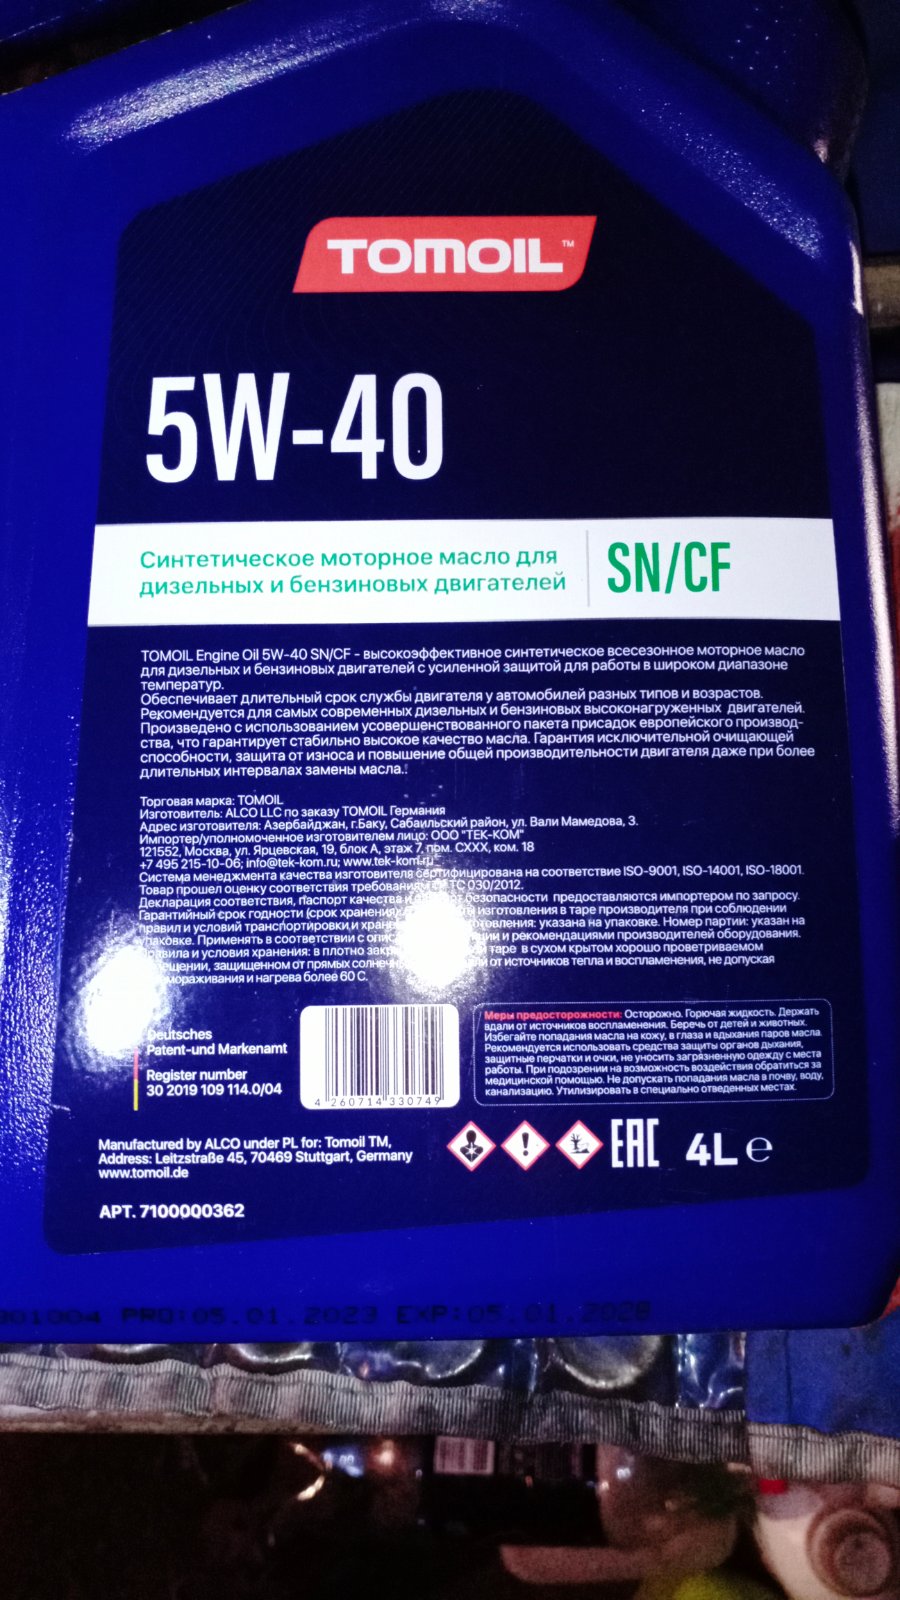 TOMOIL™
5W-40
Синтетическое моторное масло для
дизельных и бензиновых двигателей
SN/CF
TOMOIL Engine Oil 5W-40 SN/CF - высокоэффективное синтетическое всесезонное моторное масло
для дизельных и бензиновых двигателей с усиленной защитой для работы в широком диапазоне
температур.
Обеспечивает длительный срок службы двигателя у автомобилей разных типов и возрастов.
Рекомендуется для самых современных дизельных и бензиновых высоконагруженных двигателей.
Произведено с использованием усовершенствованного пакета присадок европейского производ-
ства, что гарантирует стабильно высокое качество масла. Гарантия исключительной очищающей
способности, защита от износа и повышение общей производительности двигателя даже при более
длительных интервалах замены масла.
Торговая марка: TOMOIL
Изготовитель: ALCO LLC по заказу TOMOIL Германия
Адрес изготовителя: Азербайджан, г.Баку, Сабаильский район, ул. Вали Мамедова, 3.
Импортер/уполномоченное изготовителем лицо: ООО "ТЕК-КОМ"
121552, Москва, ул. Ярцевская, 19, блок А, этаж 7, пом. СХХХ, ком. 18
+7 495 215-10-06; info@tek-kom.ru; www.tek-kom.ru
Система менеджмента качества изготовителя сертифицирована на соответствие ISO-9001, ISO-14001, ISO-18001.
Товар прошел оценку соответствия требованиям ТС 030/2012.
Декларация соответствия, паспорт качества и безопасности предоставляются импортером по запросу.
Гарантийный срок годности (срок хранения) изготовления в таре производителя при соблюдении
правил и условий транспортировки и указана на упаковке. Номер партии: указан на
упаковке. Применять в соответствии с и рекомендациями производителей оборудования.
Правила и условия хранения: в плотно таре в сухом крытом хорошо проветриваемом
защищенном от прямых от источников тепла и воспламенения, не допуская
и нагрева более 60 С.
Deutsches
Patent-und Markenamt
Register number
30 2019 109 114.0/04
4 260714 330749
Меры предосторожности: Осторожно. Горючая жидкость. Держать
вдали от источников воспламенения. Беречь от детей и животных.
Избегайте попадания масла на кожу, в глаза и вдыхания паров масла.
Рекомендуется использовать средства защиты органов дыхания,
защитные перчатки и очки, не уносить загрязненную одежду с места
работы. При подозрении на возможность воздействия обратиться за
медицинской помощью. Не допускать попадания масла в почву, воду,
канализацию. Утилизировать в специально отведенных местах.
Manufactured by ALCO under PL for: Tomoil TM,
Address: Leitzstraße 45, 70469 Stuttgart, Germany
www.tomoil.de
EAC 4L e
АРТ. 7100000362
PRO:05.01.2023 EXP:05.01.2028